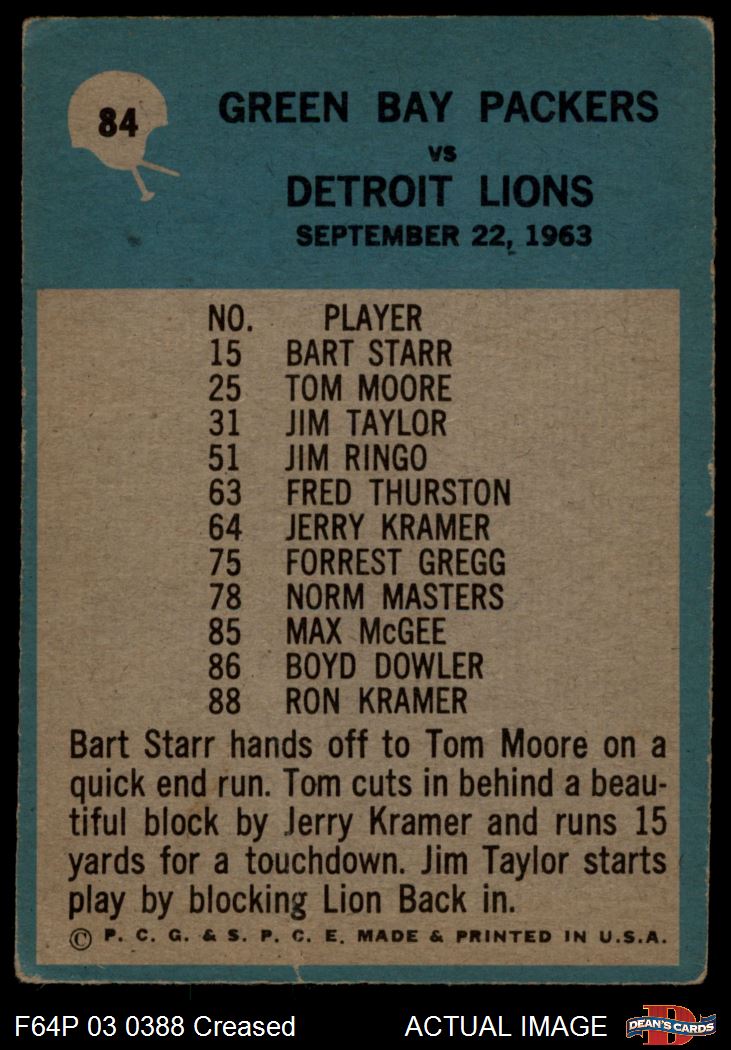 84
GREEN BAY PACKERS
VS
DETROIT LIONS
SEPTEMBER 22, 1963
NO. PLAYER
15 BART STARR
25 TOM MOORE
31 JIM TAYLOR
51 JIM RINGO
63 FRED THURSTON
64 JERRY KRAMER
75 FORREST GREGG
78 NORM MASTERS
85 MAX McGEE
86 BOYD DOWLER
88 RON KRAMER
Bart Starr hands off to Tom Moore on a
quick end run. Tom cuts in behind a beau-
tiful block by Jerry Kramer and runs 15
yards for a touchdown. Jim Taylor starts
play by blocking Lion Back in.
© P. C. G. & S. P. C. E. MADE & PRINTED IN U.S.A.
F64P 03 0388 Creased ACTUAL IMAGE
D
DEAN'S CARDS